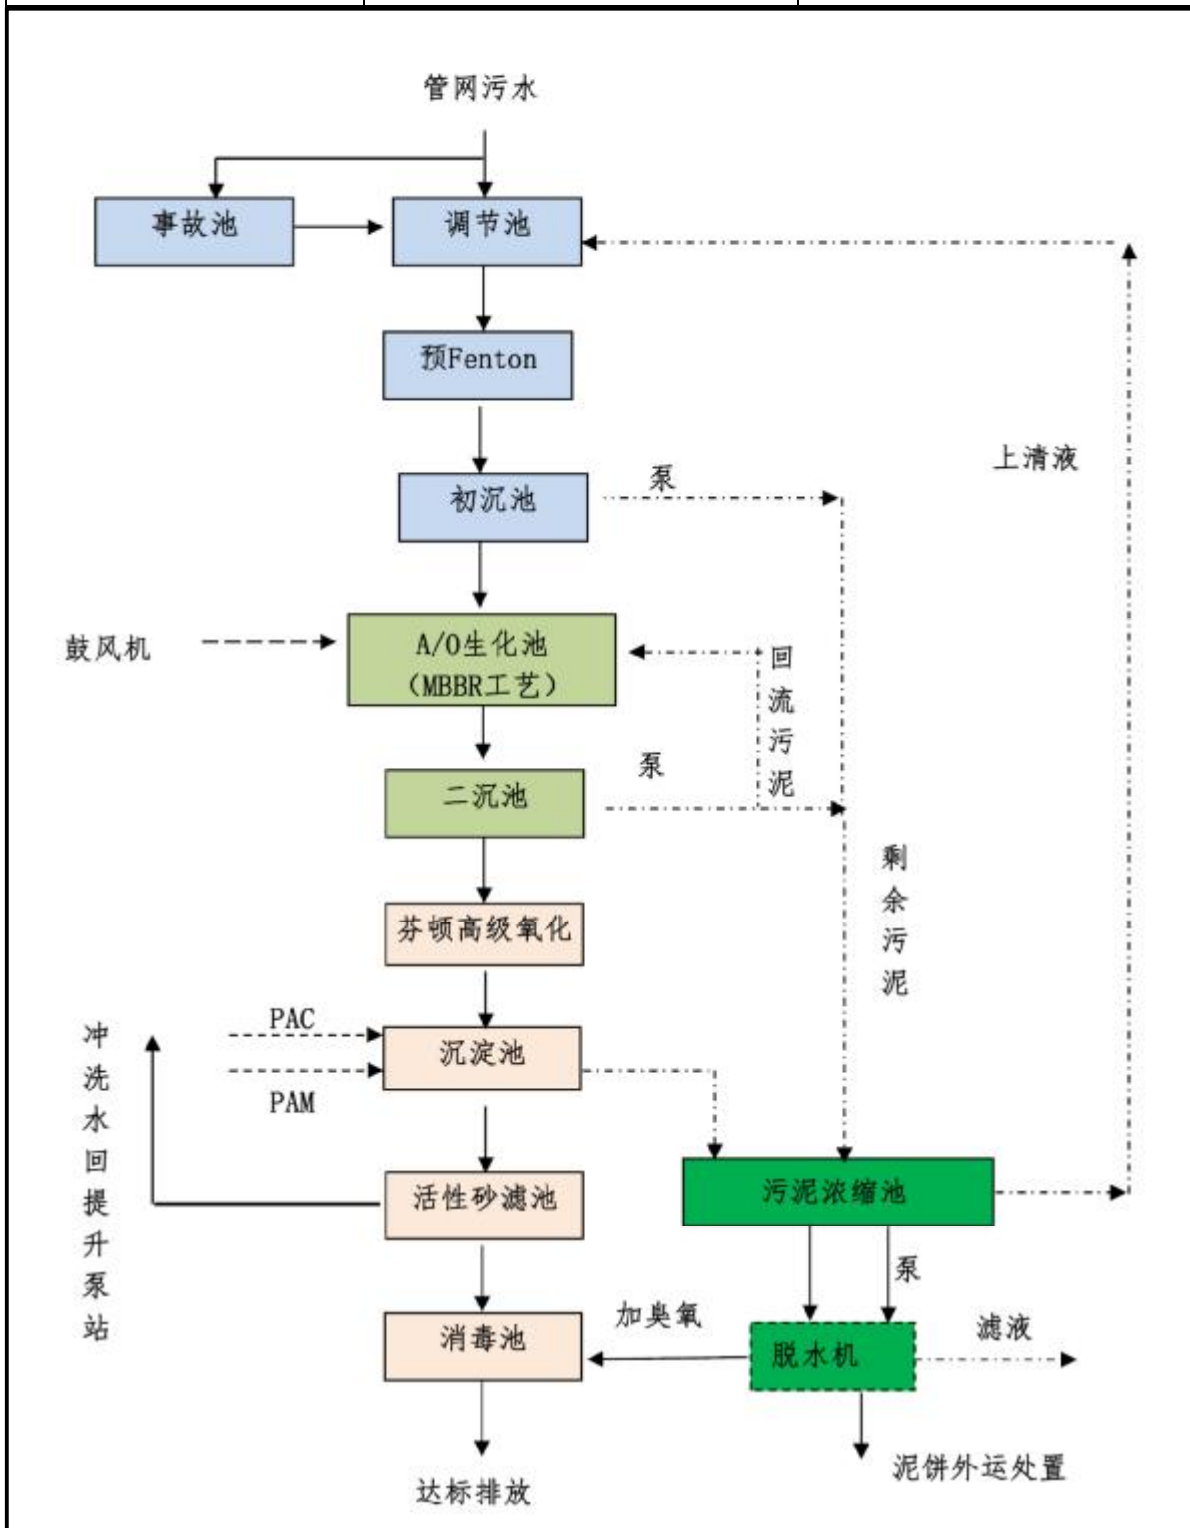 管网污水
事故池
调节池
预Fenton
上清液
初沉池
泵
鼓风机
A/O生化池
（MBBR工艺）
回流污泥
泵
二沉池
剩余污泥
芬顿高级氧化
冲洗水回提升泵站
PAC
沉淀池
PAM
活性砂滤池
污泥浓缩池
泵
加臭氧
消毒池
脱水机
滤液
达标排放
泥饼外运处置